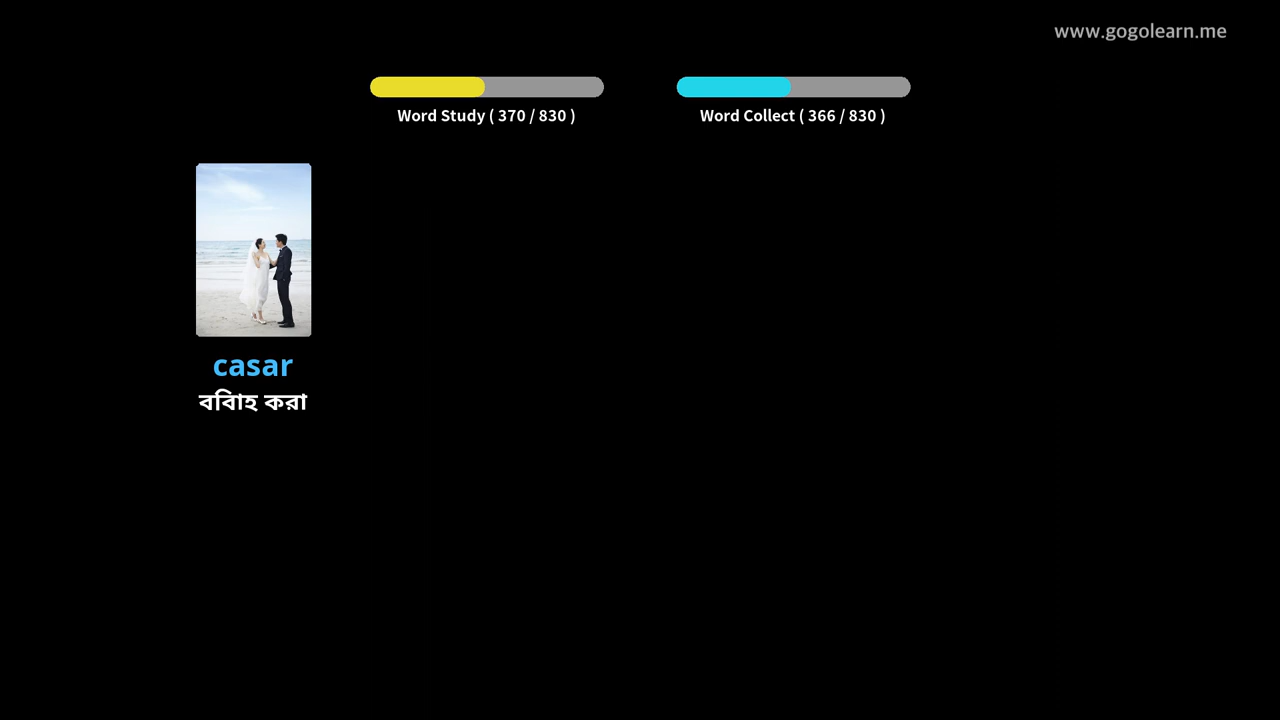 www.gogolearn.me
Word Study ( 370 / 830 )
Word Collect ( 366 / 830 )
casar
ববিাহ করা